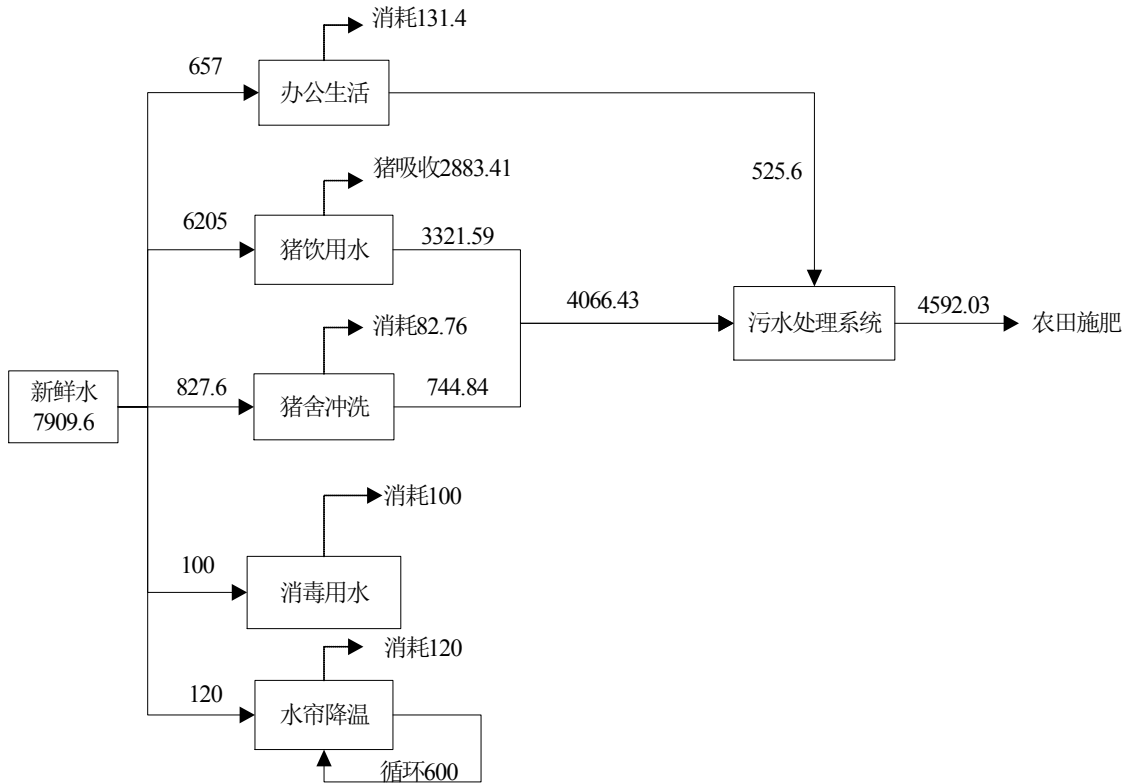 消耗131.4
657
办公生活
猪吸收2883.41
525.6
6205
猪饮用水
3321.59
4066.43
污水处理系统
4592.03
农田施肥
消耗82.76
新鲜水
7909.6
827.6
猪舍冲洗
744.84
消耗100
100
消毒用水
消耗120
120
水帘降温
循环600